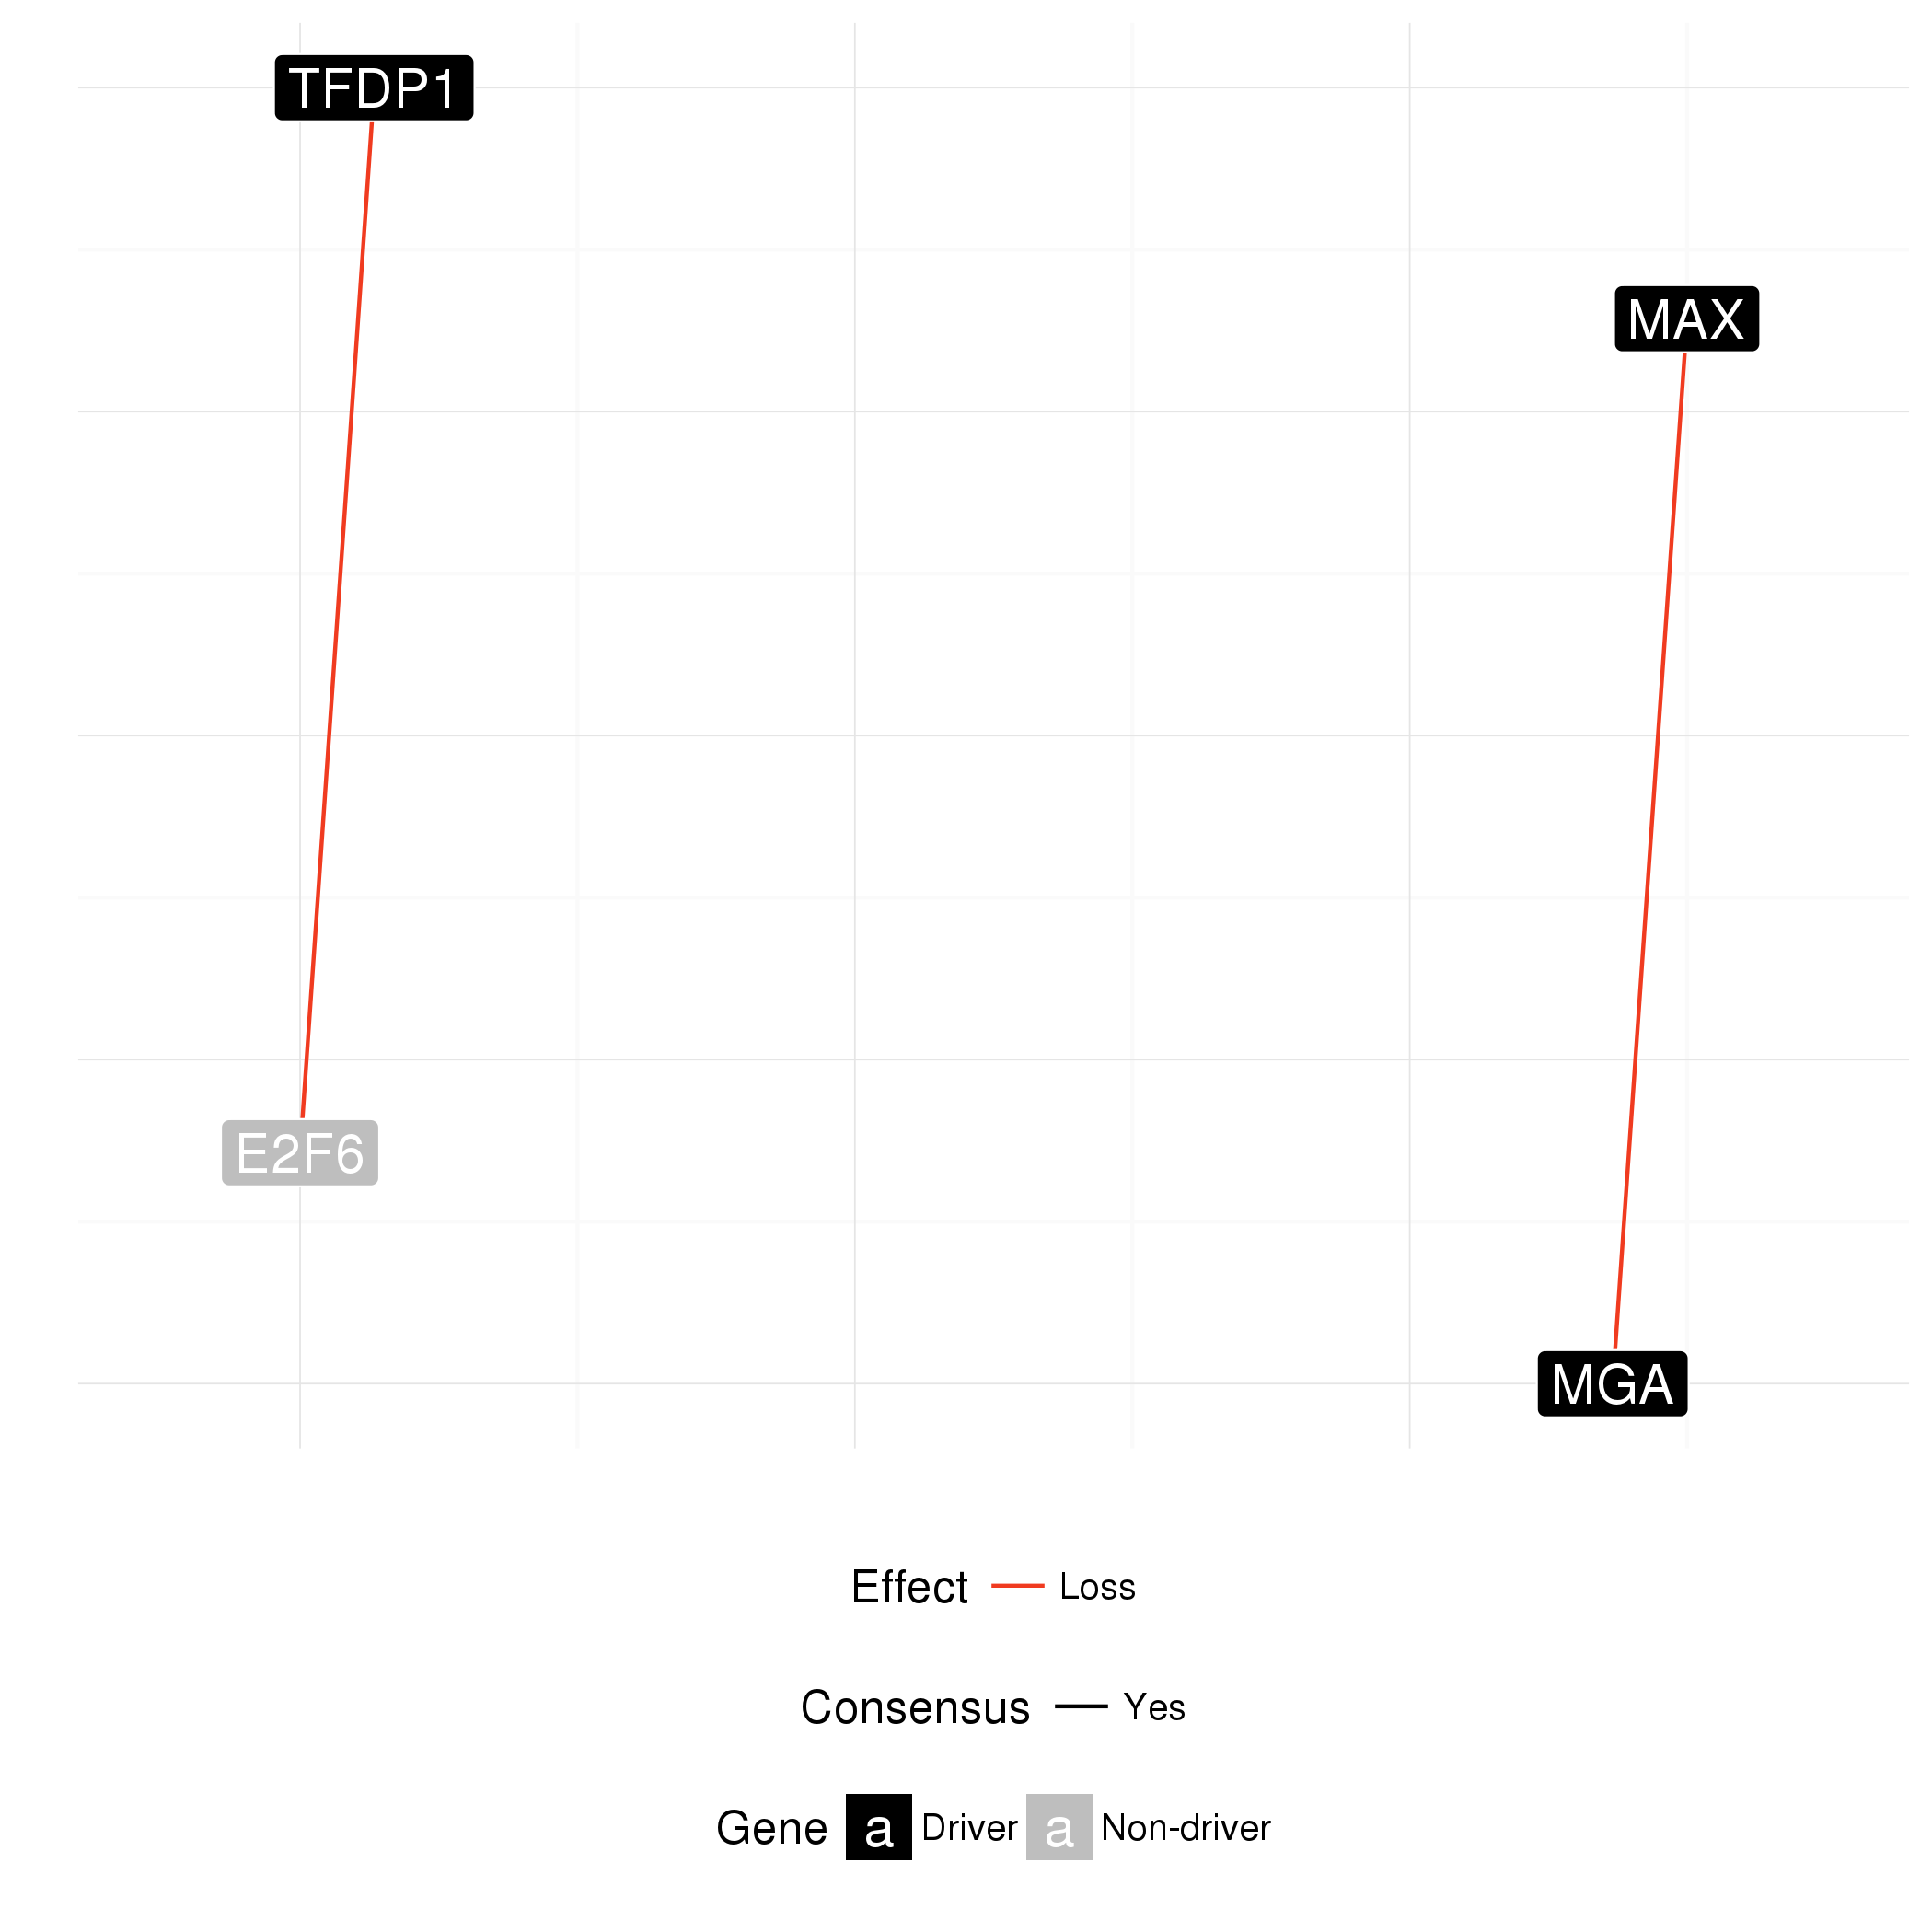 TFDP1
MAX
E2F6
MGA
Effect Loss
Consensus Yes
Gene a Driver a Non-driver